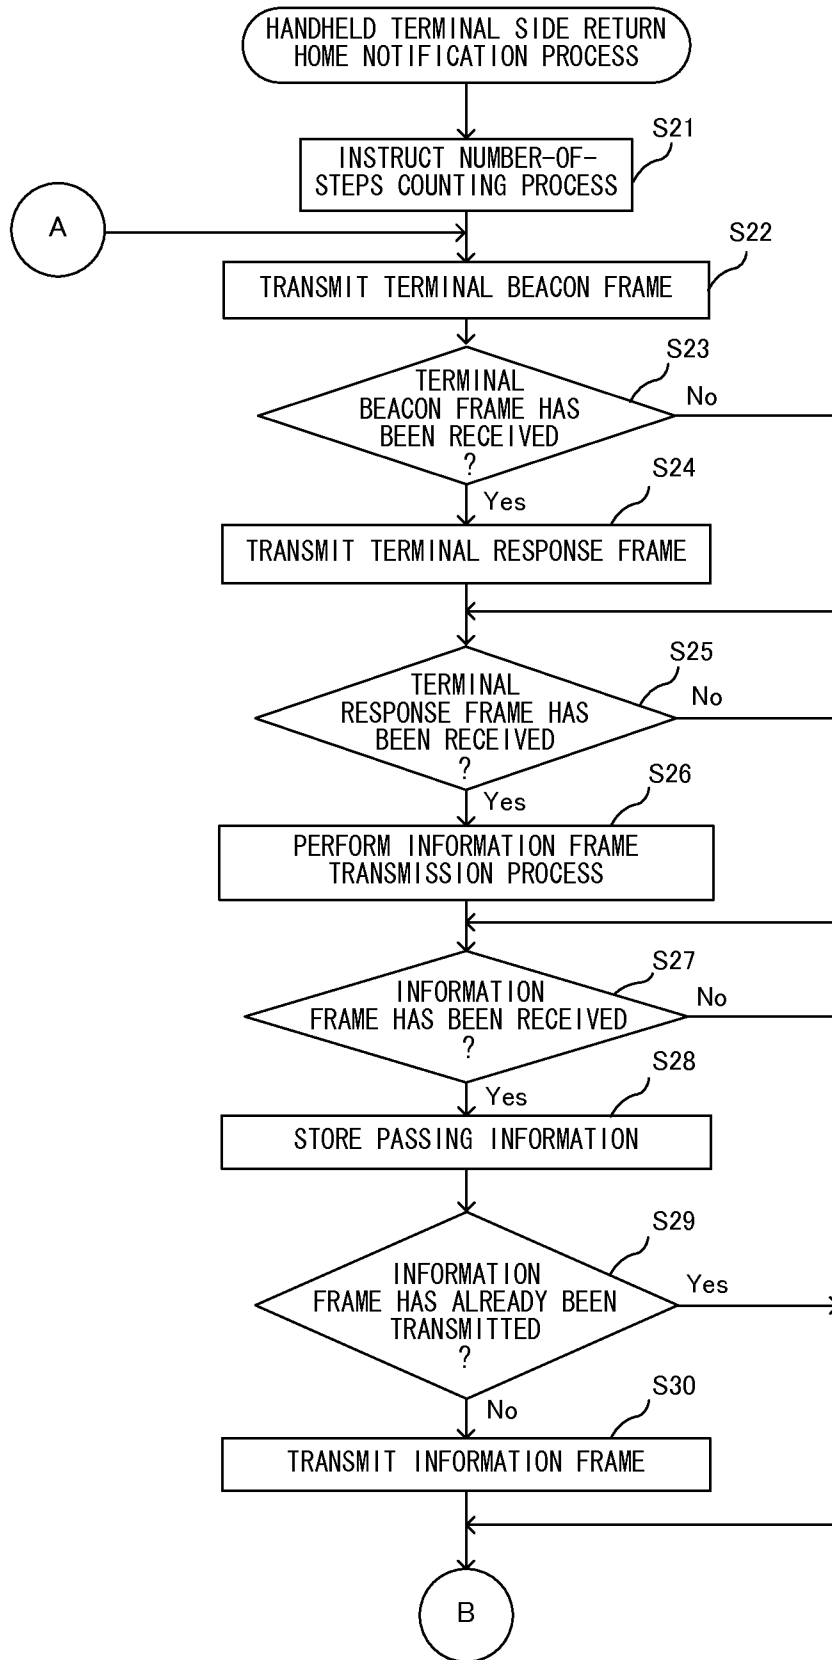 HANDHELD TERMINAL SIDE RETURN
HOME NOTIFICATION PROCESS
S21
INSTRUCT NUMBER-OF-
STEPS COUNTING PROCESS
A
S22
TRANSMIT TERMINAL BEACON FRAME
S23
TERMINAL
BEACON FRAME HAS
BEEN RECEIVED
?
No
Yes
S24
TRANSMIT TERMINAL RESPONSE FRAME
S25
TERMINAL
RESPONSE FRAME HAS
BEEN RECEIVED
?
No
Yes
S26
PERFORM INFORMATION FRAME
TRANSMISSION PROCESS
S27
INFORMATION
FRAME HAS BEEN RECEIVED
?
No
Yes
S28
STORE PASSING INFORMATION
S29
INFORMATION
FRAME HAS ALREADY BEEN
TRANSMITTED
?
Yes
No
S30
TRANSMIT INFORMATION FRAME
B